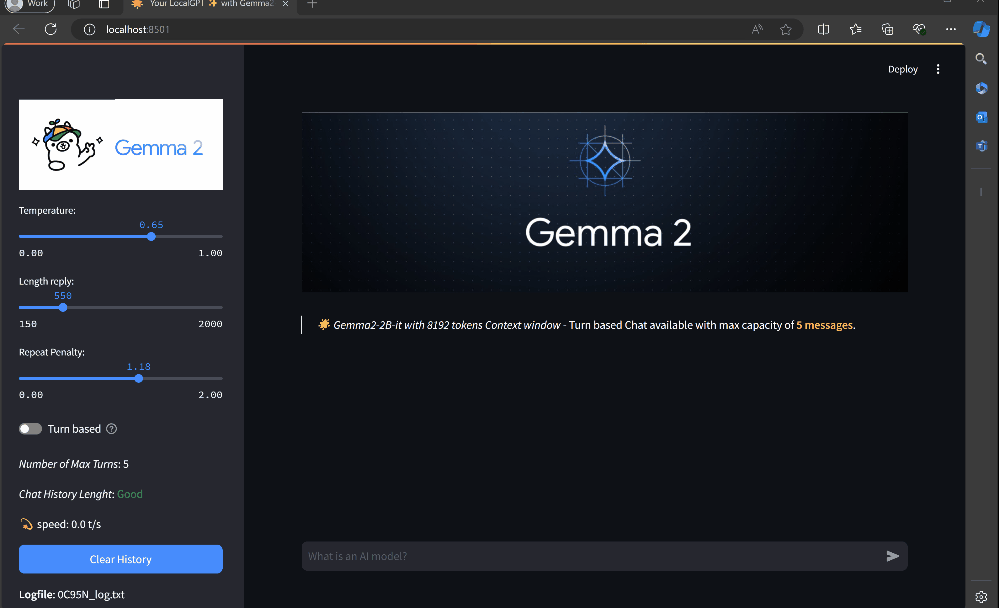 Work
Your LocalGPT ✨ with Gemma2
localhost:8501
Deploy
Gemma 2
Temperature:
0.65
0.00 1.00
Length reply:
550
150 2000
Repeat Penalty:
1.18
0.00 2.00
Turn based
Number of Max Turns: 5
Chat History Lenght: Good
speed: 0.0 t/s
Clear History
Logfile: 0C95N_log.txt
Gemma 2
Gemma2-2B-it with 8192 tokens Context window - Turn based Chat available with max capacity of 5 messages.
What is an AI model?